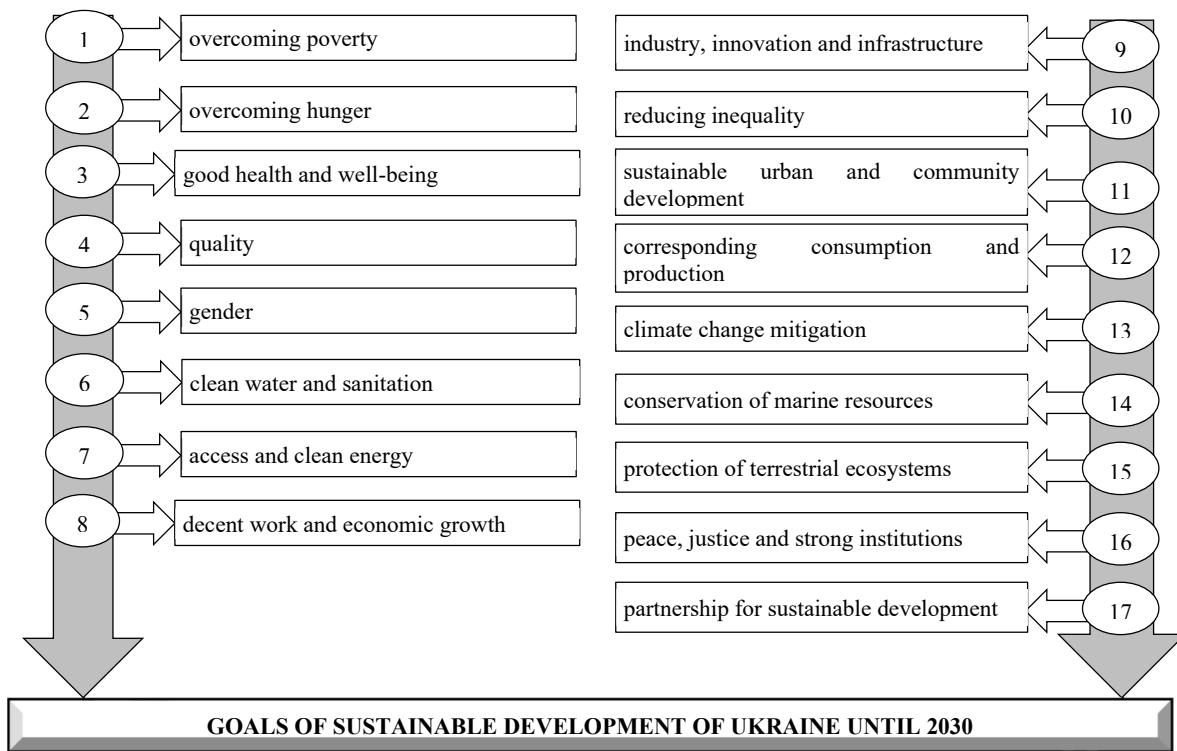 1
overcoming poverty
2
overcoming hunger
3
good health and well-being
4
quality
5
gender
6
clean water and sanitation
7
access and clean energy
8
decent work and economic growth
industry, innovation and infrastructure
9
reducing inequality
10
sustainable urban and community
development
11
corresponding consumption and
production
12
climate change mitigation
13
conservation of marine resources
14
protection of terrestrial ecosystems
15
peace, justice and strong institutions
16
partnership for sustainable development
17
GOALS OF SUSTAINABLE DEVELOPMENT OF UKRAINE UNTIL 2030